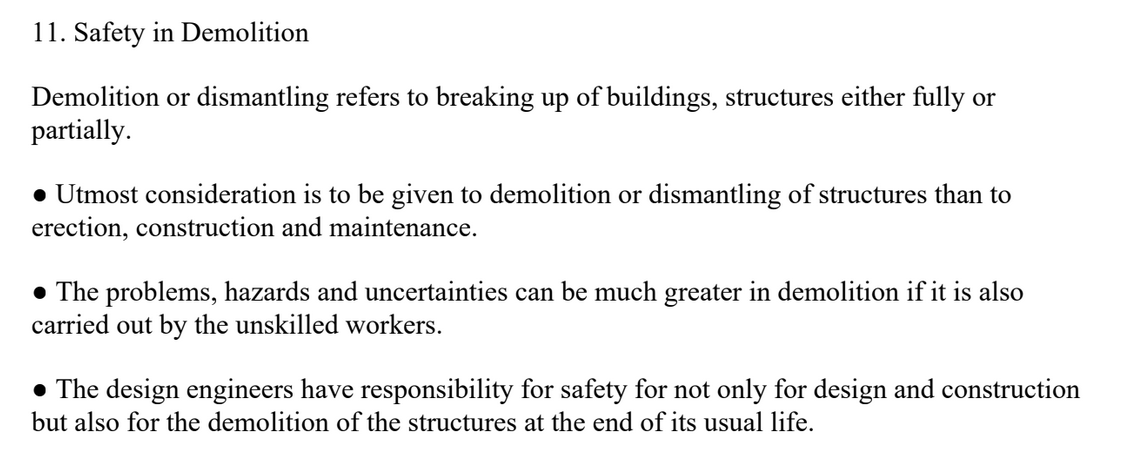 11. Safety in Demolition
Demolition or dismantling refers to breaking up of buildings, structures either fully or
partially.
● Utmost consideration is to be given to demolition or dismantling of structures than to
erection, construction and maintenance.
● The problems, hazards and uncertainties can be much greater in demolition if it is also
carried out by the unskilled workers.
● The design engineers have responsibility for safety for not only for design and construction
but also for the demolition of the structures at the end of its usual life.